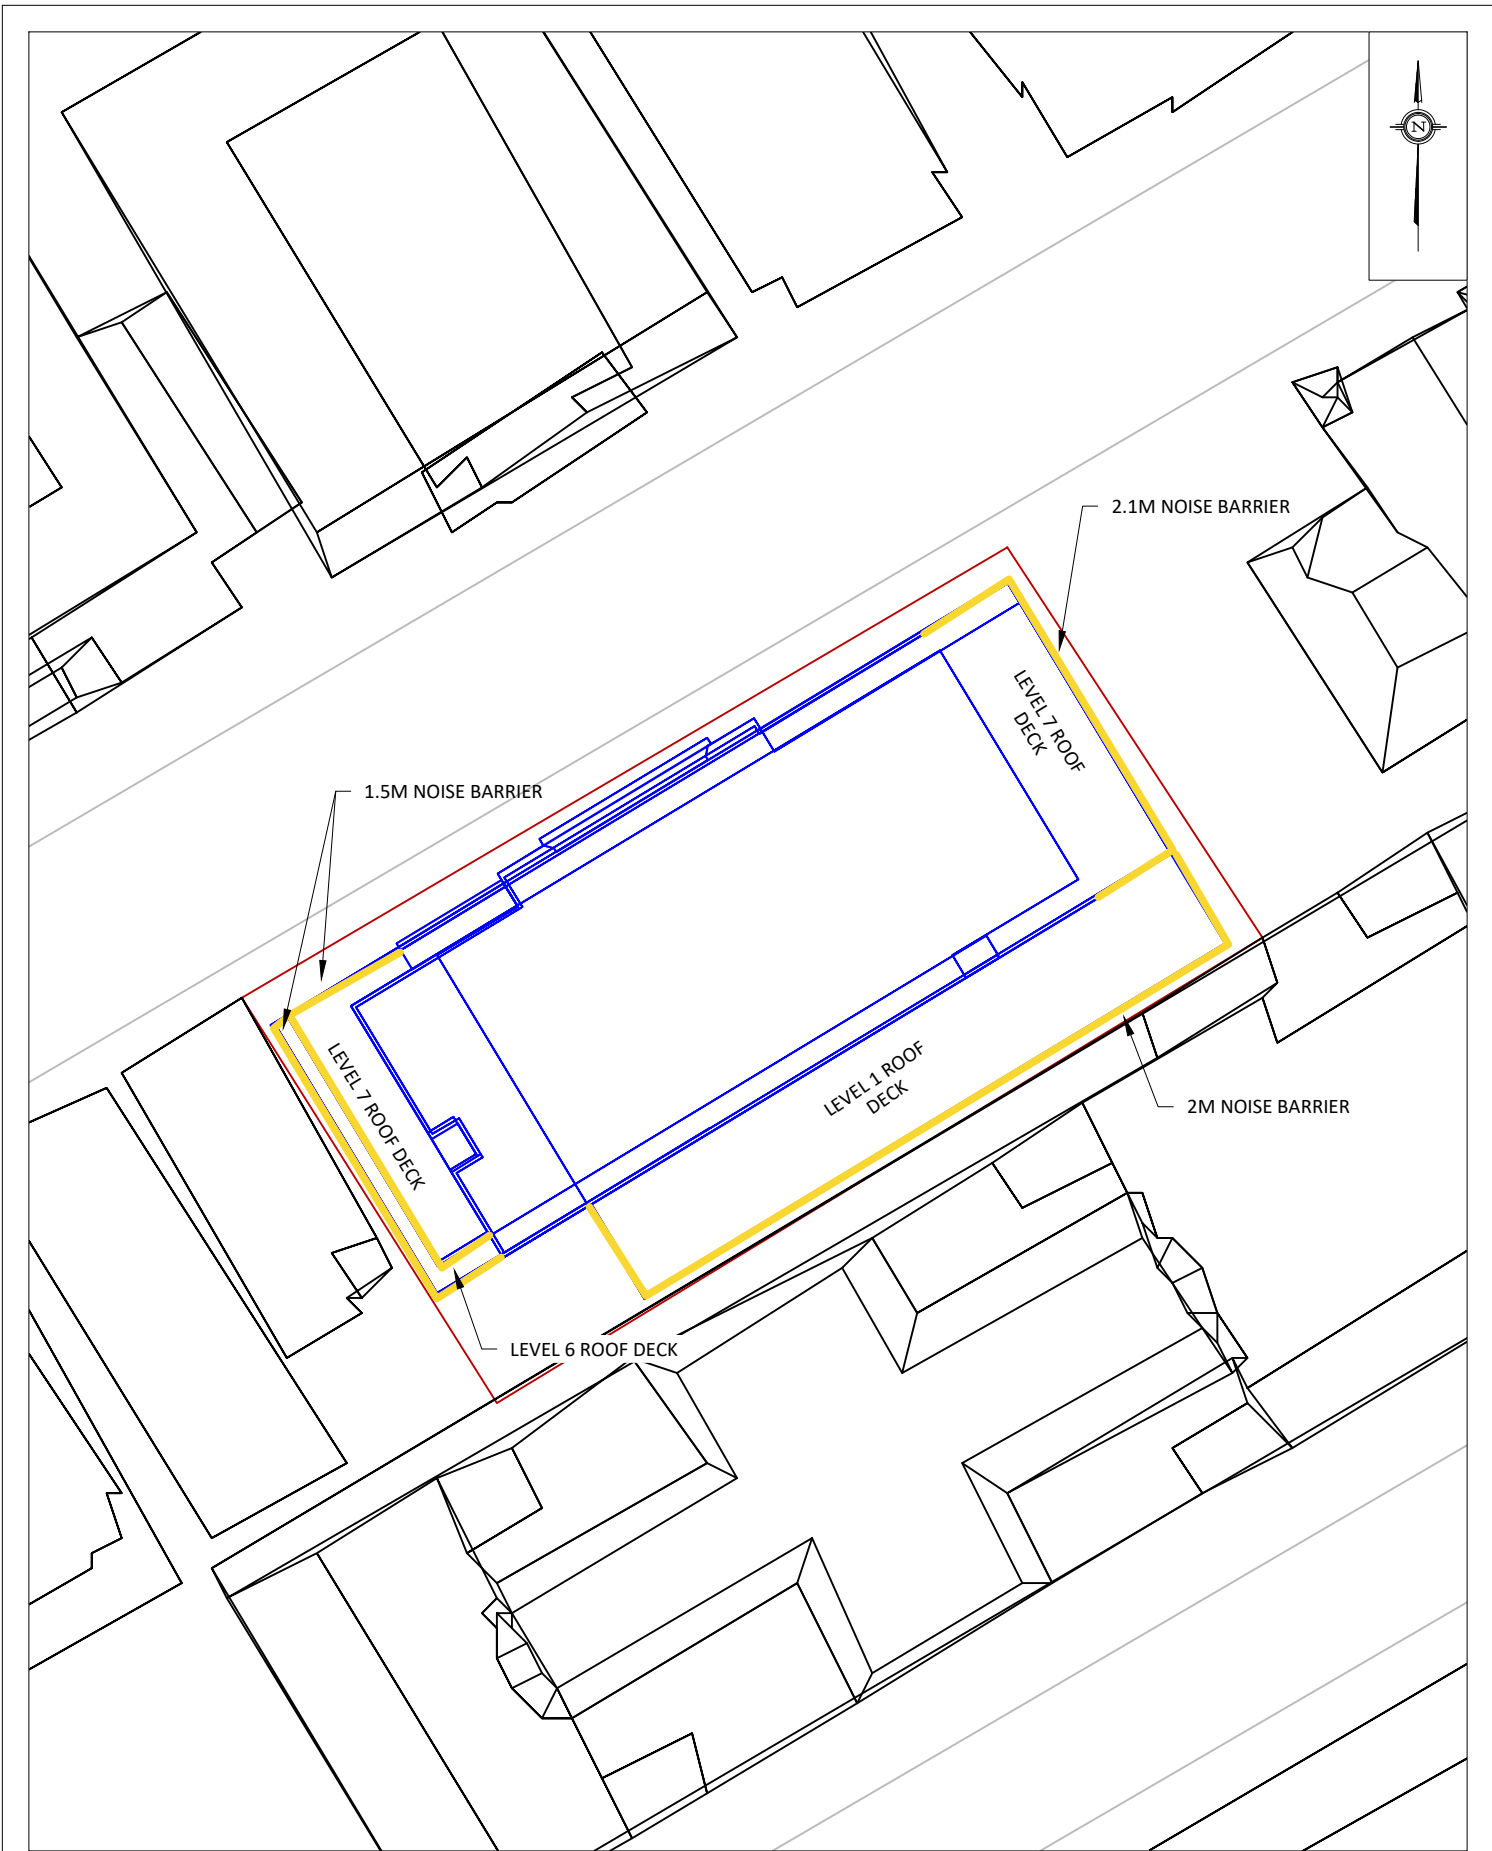 N
2.1M NOISE BARRIER
LEVEL 7 ROOF
DECK
1.5M NOISE BARRIER
LEVEL 7 ROOF DECK
LEVEL 1 ROOF
DECK
2M NOISE BARRIER
LEVEL 6 ROOF DECK